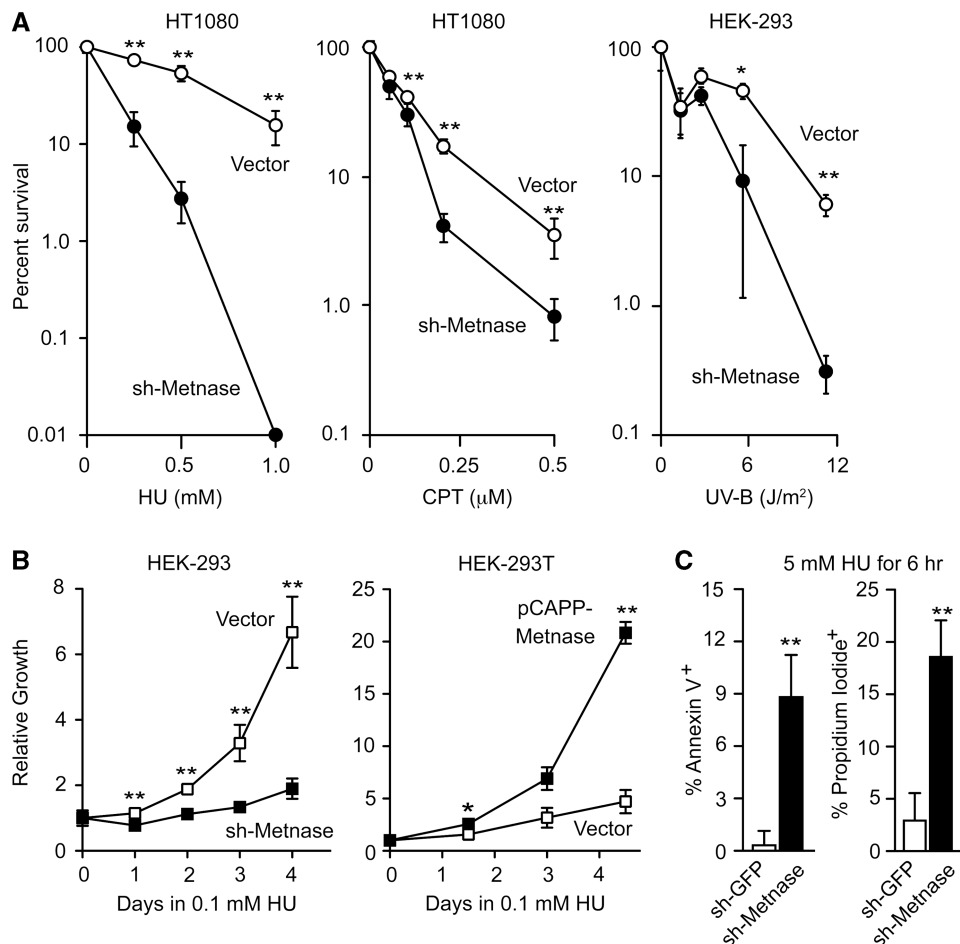 A
HT1080
HT1080
HEK-293
Percent survival
100
10
1.0
0.1
0.01
**
**
**
Vector
sh-Metnase
0
0.5
1.0
HU (mM)
100
10
1.0
0.1
**
**
Vector
**
sh-Metnase
0
0.25
0.5
CPT (μM)
100
10
1.0
0.1
*
Vector
**
sh-Metnase
0
6
12
UV-B (J/m²)
B
HEK-293
HEK-293T
Relative Growth
8
6
4
2
0
**
**
**
**
Vector
sh-Metnase
0
1
2
3
4
Days in 0.1 mM HU
25
20
15
10
5
0
pCAPP-
Metnase
**
*
Vector
0
1
2
3
4
Days in 0.1 mM HU
C
5 mM HU for 6 hr
% Annexin V⁺
15
12
9
6
3
0
**
sh-GFP
sh-Metnase
% Propidium Iodide⁺
25
20
15
10
5
0
**
sh-GFP
sh-Metnase